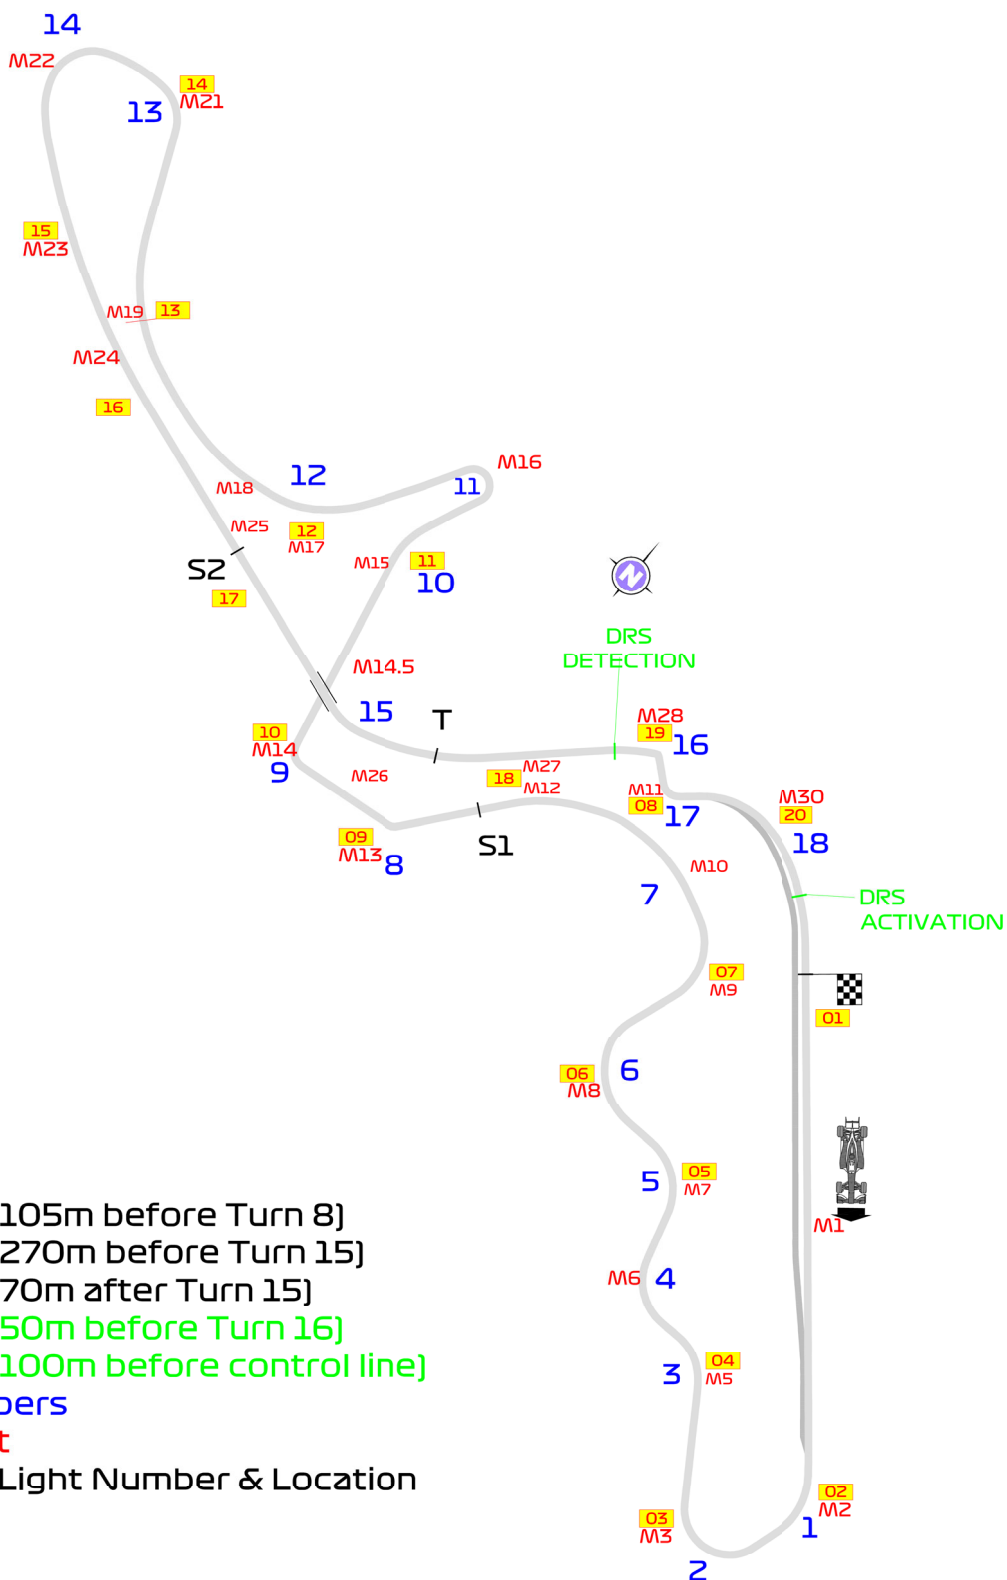 14
M22
14
M21
13
15
M23
M19
13
M24
16
M16
12
11
M18
M25
12
M17
S2
M15
11
10
17
N
DRS
DETECTION
M14.5
15
T
M28
19
16
10
M14
9
M26
M27
18
M12
M11
08
17
M30
20
18
09
M13
8
S1
M10
7
DRS
ACTIVATION
07
M9
01
06
M8
6
05
M7
5
M1
M6
4
04
M5
3
105m before Turn 8)
270m before Turn 15)
70m after Turn 15)
50m before Turn 16)
100m before control line)
bers
t
Light Number & Location
02
M2
1
03
M3
2